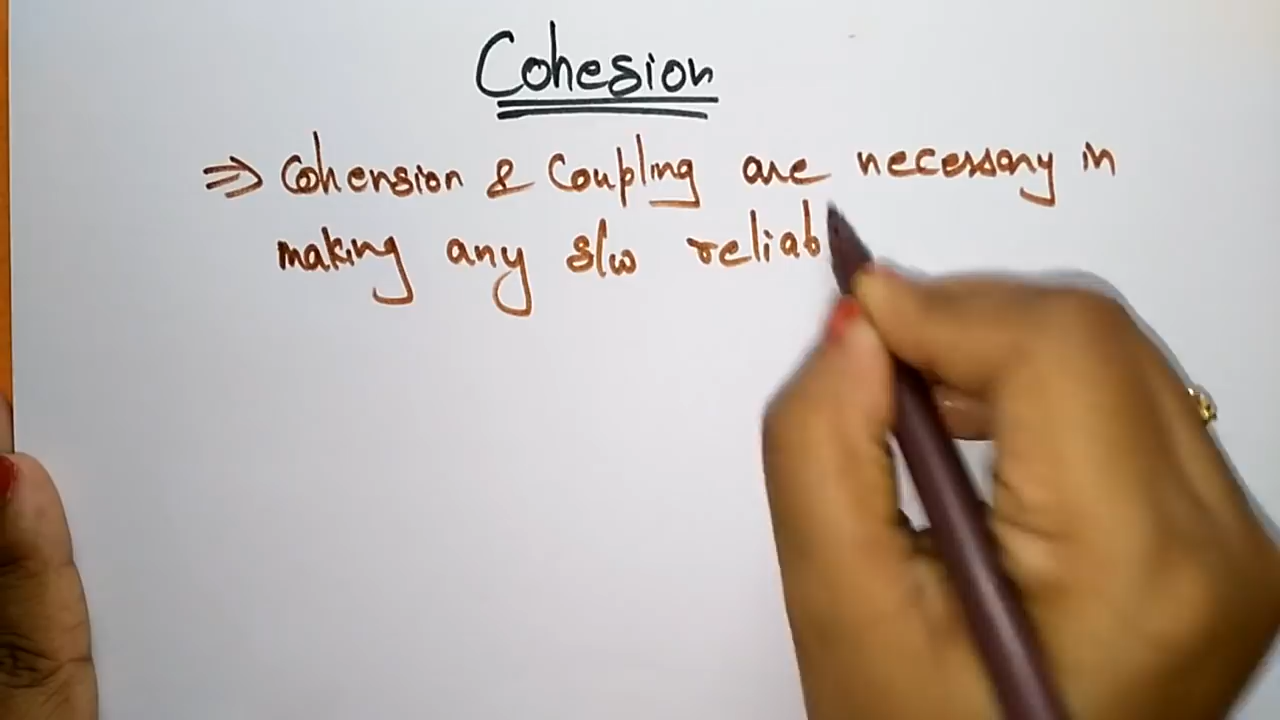 Cohesion
⇒ Cohension & Coupling are necessary in
making any s/w reliab